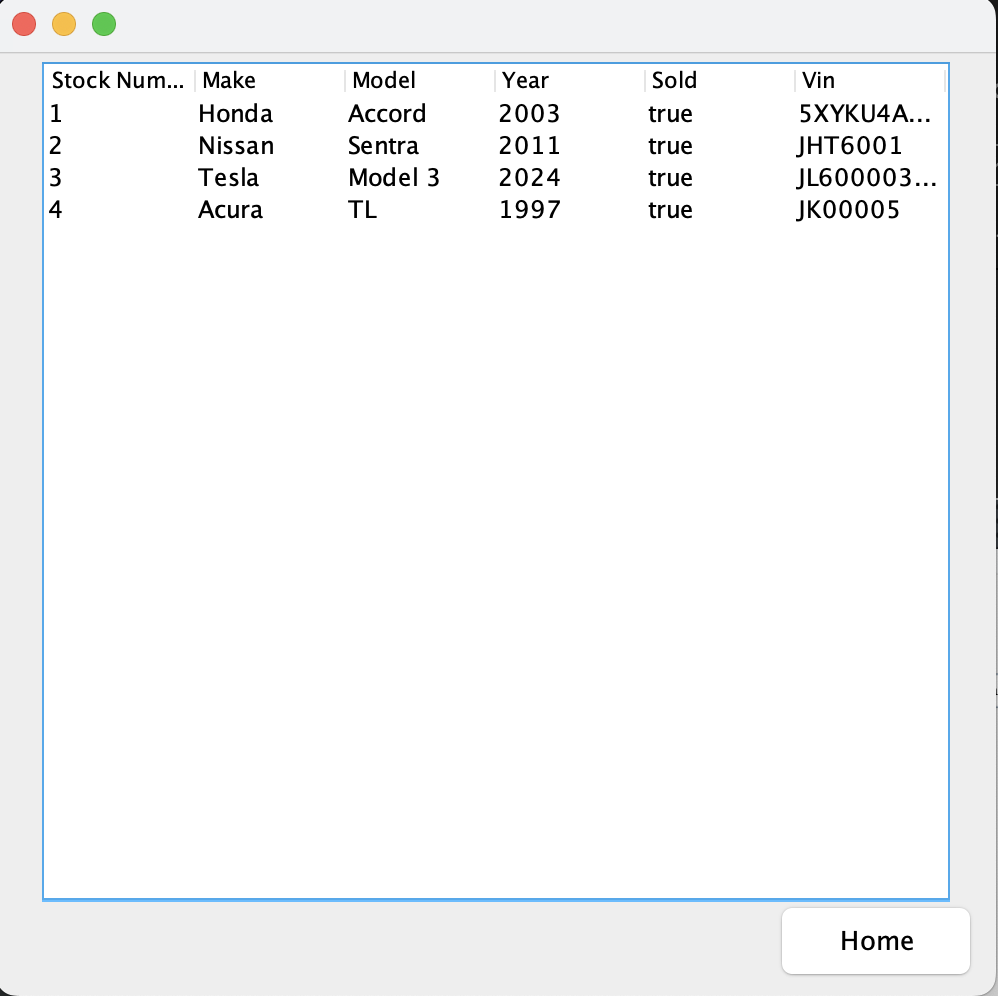 Stock Num... Make Model Year Sold Vin
1 Honda Accord 2003 true 5XYKU4A...
2 Nissan Sentra 2011 true JHT6001
3 Tesla Model 3 2024 true JL600003...
4 Acura TL 1997 true JK00005
Home